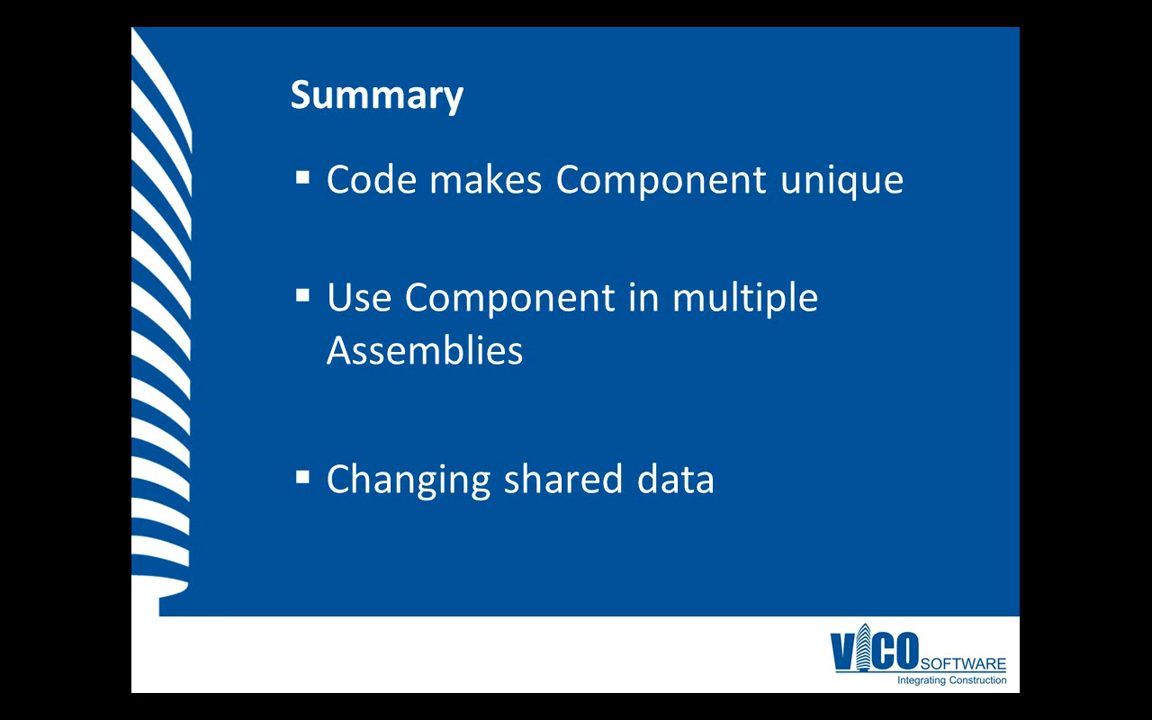 Summary
▪ Code makes Component unique
▪ Use Component in multiple
Assemblies
▪ Changing shared data
VICO SOFTWARE
Integrating Construction